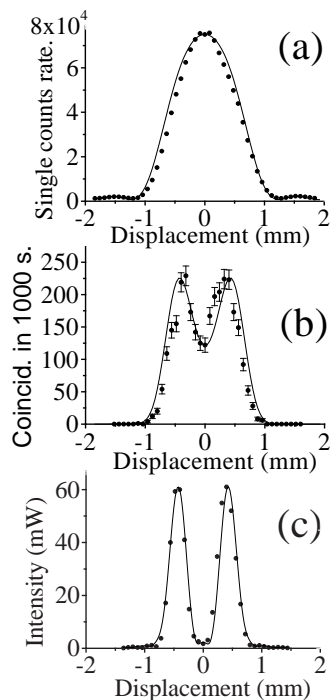 8x10⁴
6
4
2
0
Single counts rate.
(a)
-2 -1 0 1 2
Displacement (mm)
250
200
150
100
50
0
Coincid. in 1000 s.
(b)
-2 -1 0 1 2
Displacement (mm)
60
40
20
0
Intensity (mW)
(c)
-2 -1 0 1 2
Displacement (mm)